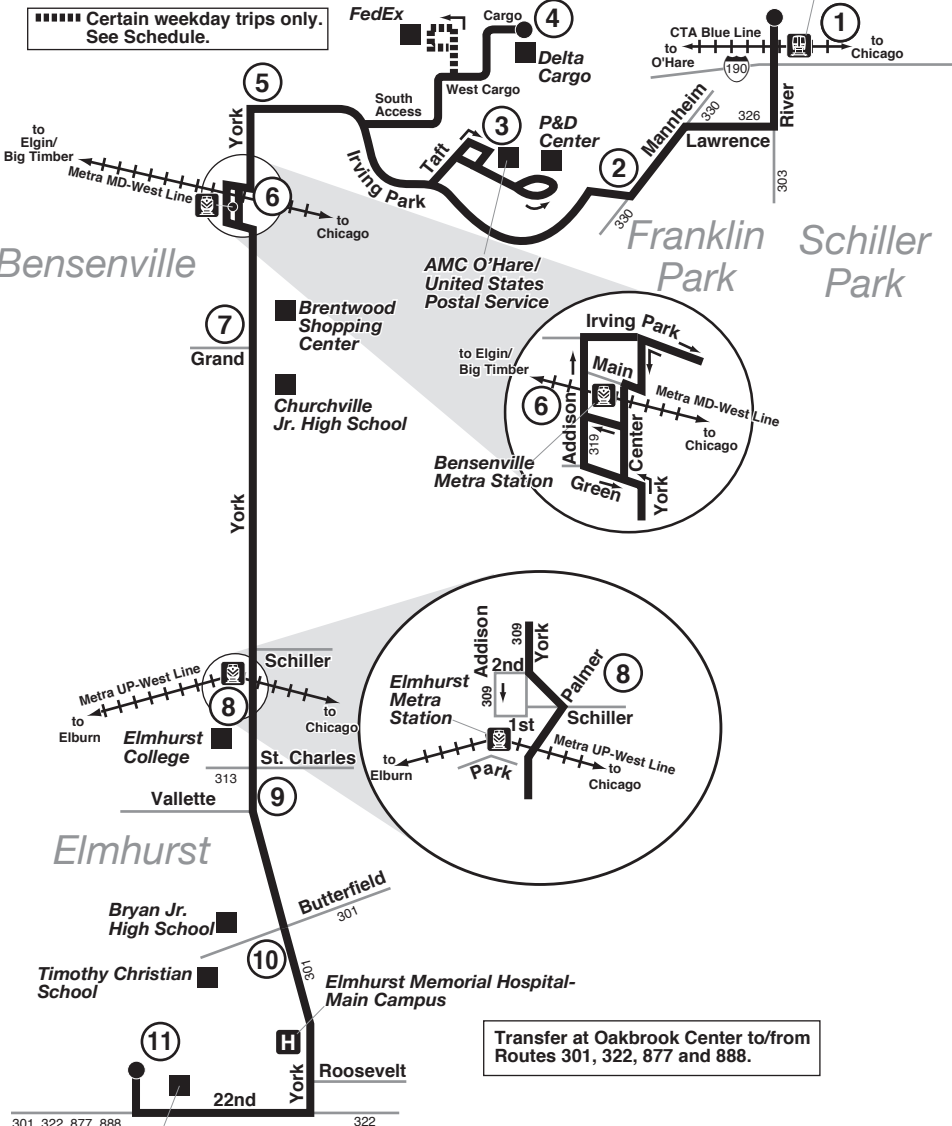 Certain weekday trips only.
See Schedule.
FedEx
Cargo
4
Delta
Cargo
West Cargo
South
Access
CTA Blue Line
1
to
O'Hare
to
Chicago
190
River
326
Lawrence
Mannheim
330
303
5
York
3
P&D
Center
Taft
Irving Park
2
330
to
Elgin/
Big Timber
Metra MD-West Line
6
to
Chicago
Bensenville
Franklin
Park
Schiller
Park
AMC O'Hare/
United States
Postal Service
7
Grand
Brentwood
Shopping
Center
Churchville
Jr. High School
Irving Park
to Elgin/
Big Timber
Main
6
Metra MD-West Line
to
Chicago
Addison
319
Center
Bensenville
Metra Station
Green
York
York
Schiller
Metra UP-West Line
8
to
Elburn
to
Chicago
Elmhurst
College
St. Charles
313
Vallette
9
Addison
309
York
2nd
Palmer
8
Elmhurst
Metra
Station
309
Schiller
1st
Metra UP-West Line
to
Elburn
Park
to
Chicago
Elmhurst
Butterfield
301
Bryan Jr.
High School
10
301
Timothy Christian
School
Elmhurst Memorial Hospital-
Main Campus
H
11
Transfer at Oakbrook Center to/from
Routes 301, 322, 877 and 888.
York
Roosevelt
22nd
301, 322, 877, 888
322